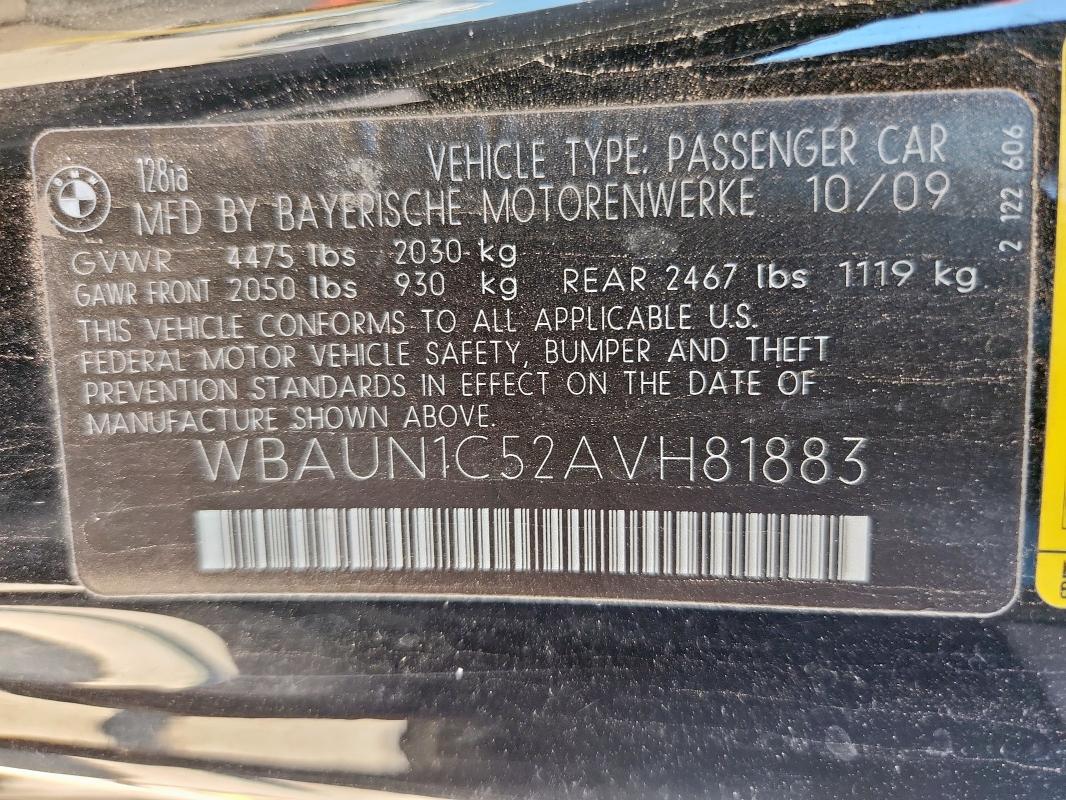 BMW
128ia
VEHICLE TYPE: PASSENGER CAR
MFD BY BAYERISCHE MOTORENWERKE 10/09
GVWR 4475 lbs 2030 kg
GAWR FRONT 2050 lbs 930 kg REAR 2467 lbs 1119 kg
THIS VEHICLE CONFORMS TO ALL APPLICABLE U.S.
FEDERAL MOTOR VEHICLE SAFETY, BUMPER AND THEFT
PREVENTION STANDARDS IN EFFECT ON THE DATE OF
MANUFACTURE SHOWN ABOVE.
WBAUN1C52AVH81883
2 122 606